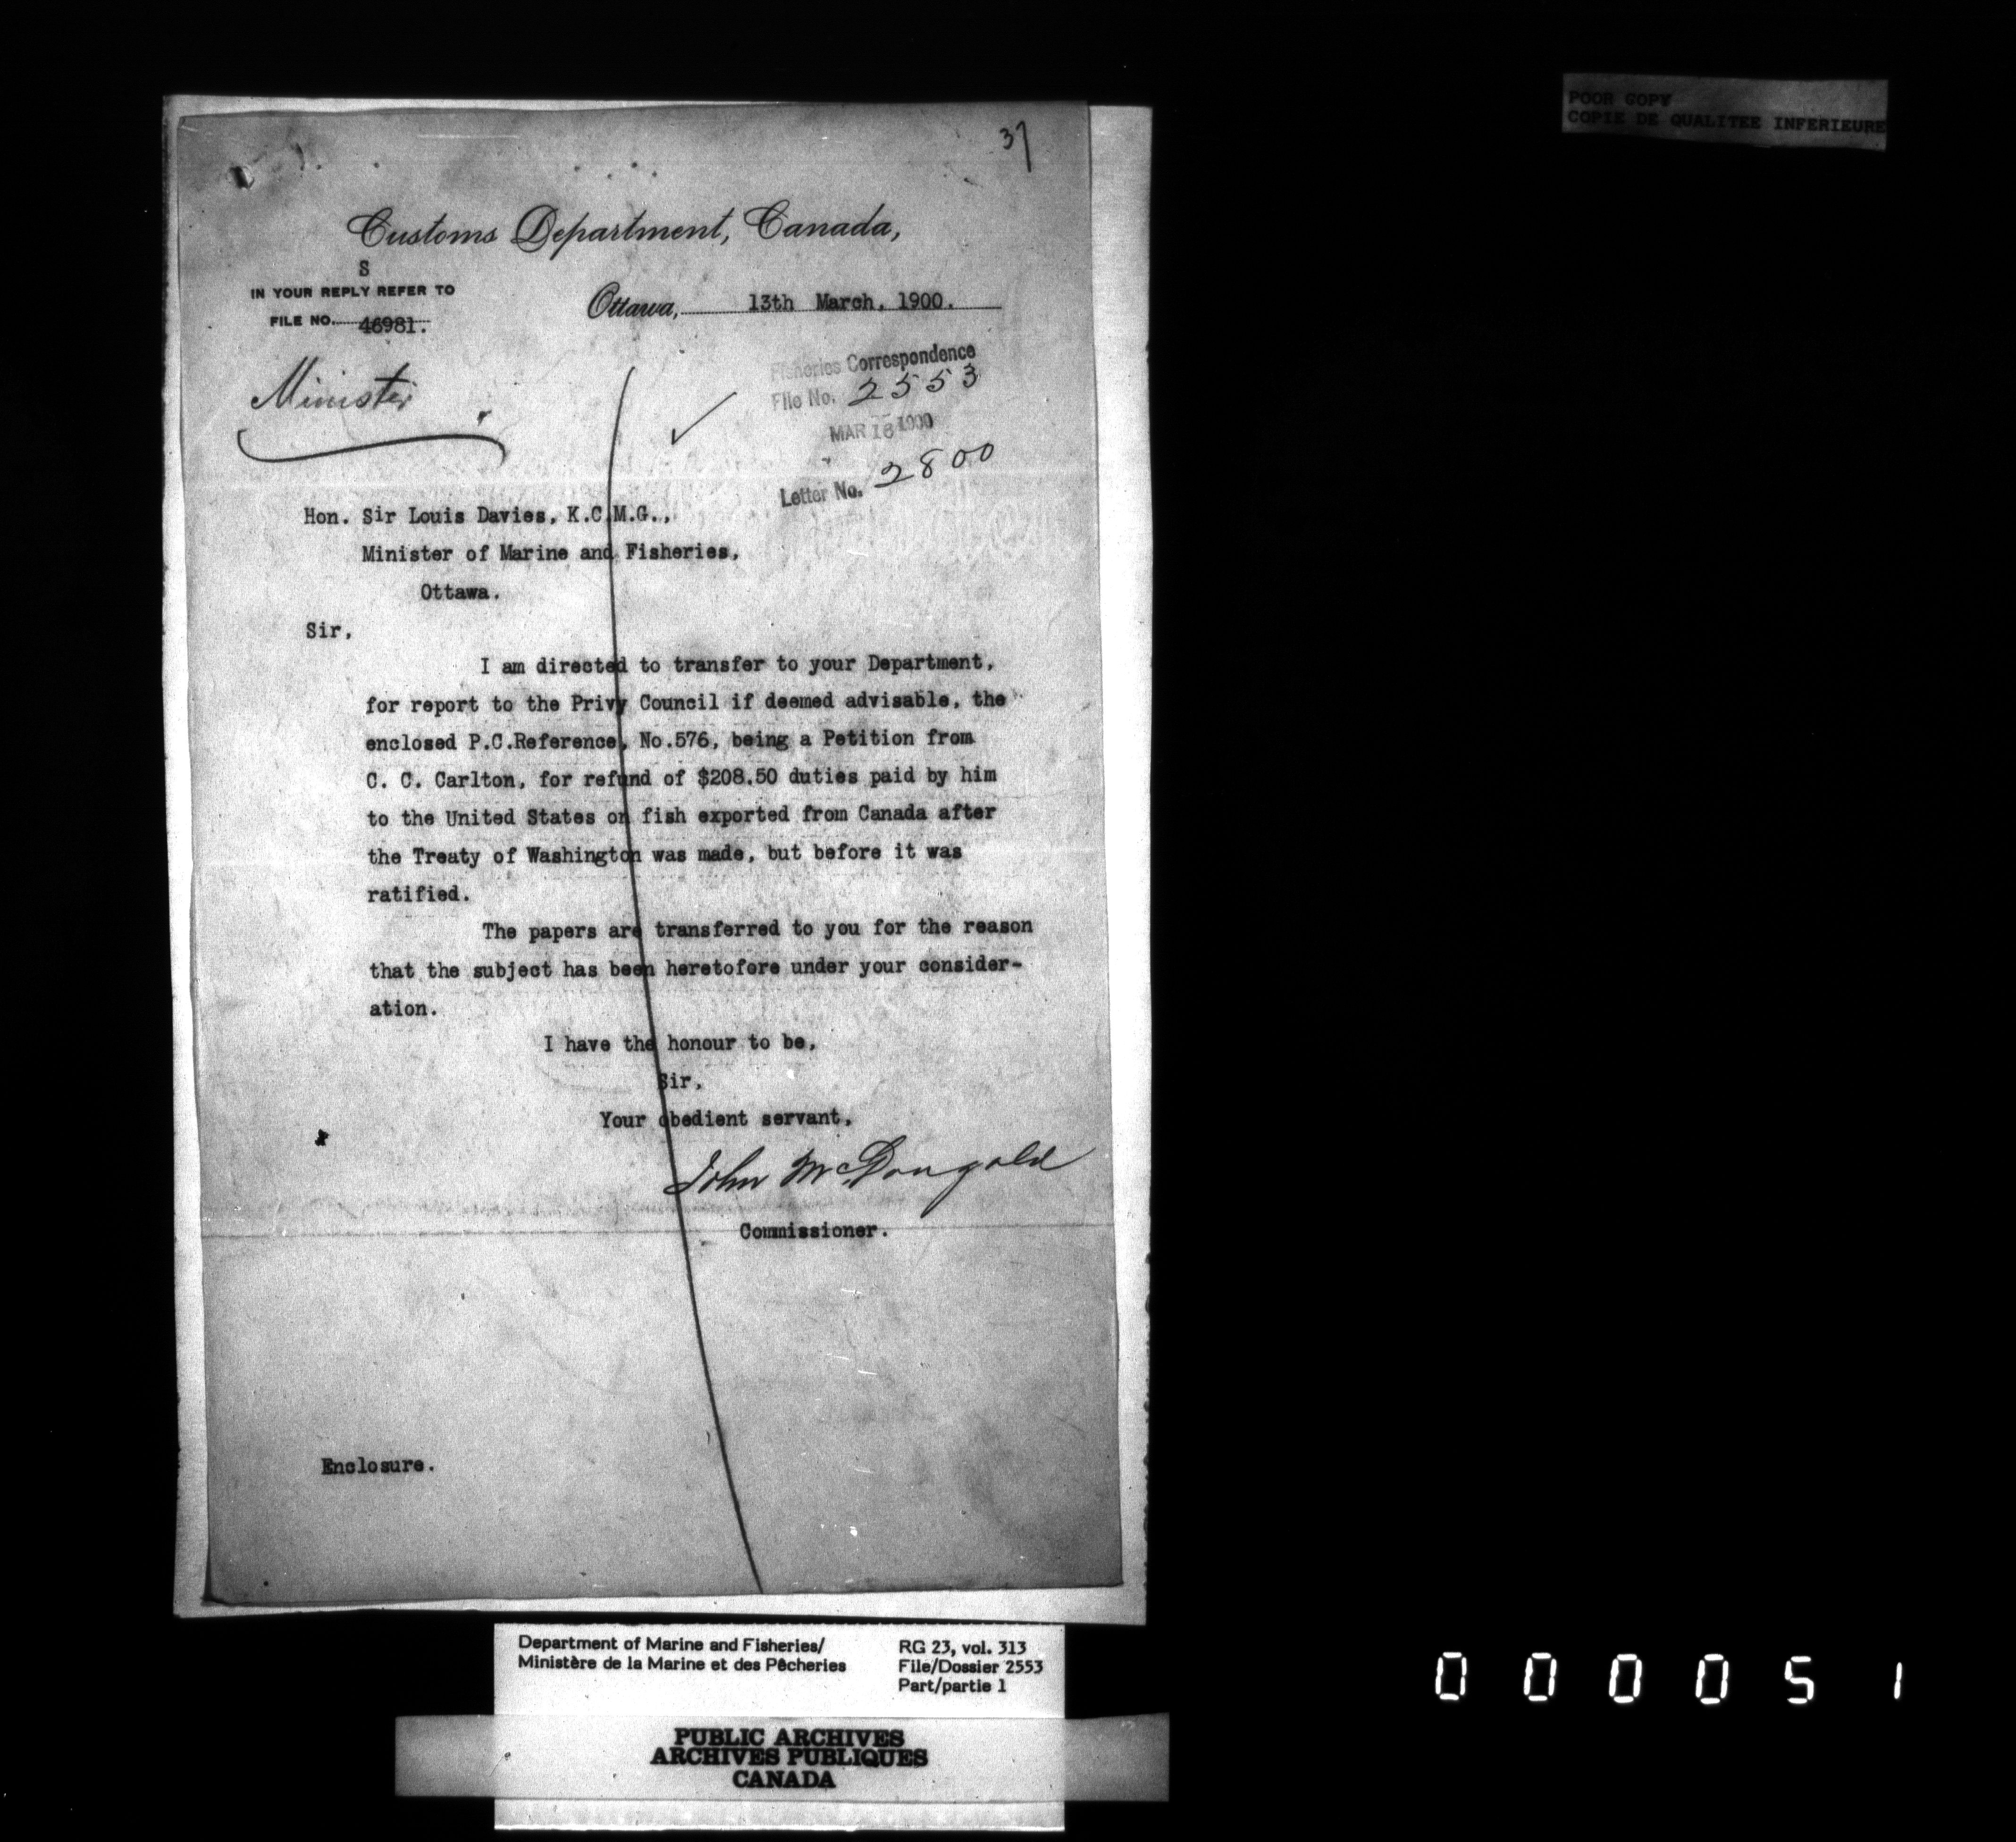 POOR COPY
COPIE DE QUALITEE INFERIEURE
37
Customs Department, Canada,
S
IN YOUR REPLY REFER TO
FILE NO. 46981.
Ottawa, 13th March, 1900.
Minister
Fisheries Correspondence
File No. 2553
MAR 16 1900
Letter No. 2800
Hon. Sir Louis Davies, K.C.M.G.,
Minister of Marine and Fisheries,
Ottawa.
Sir,
I am directed to transfer to your Department,
for report to the Privy Council if deemed advisable, the
enclosed P.C.Reference, No.576, being a Petition from
C. C. Carlton, for refund of $208.50 duties paid by him
to the United States on fish exported from Canada after
the Treaty of Washington was made, but before it was
ratified.
The papers are transferred to you for the reason
that the subject has been heretofore under your consider-
ation.
I have the honour to be,
Sir,
Your obedient servant,
John McDougald
Commissioner.
Enclosure.
Department of Marine and Fisheries/
Ministère de la Marine et des Pêcheries
RG 23, vol. 313
File/Dossier 2553
Part/partie 1
PUBLIC ARCHIVES
ARCHIVES PUBLIQUES
CANADA
000051